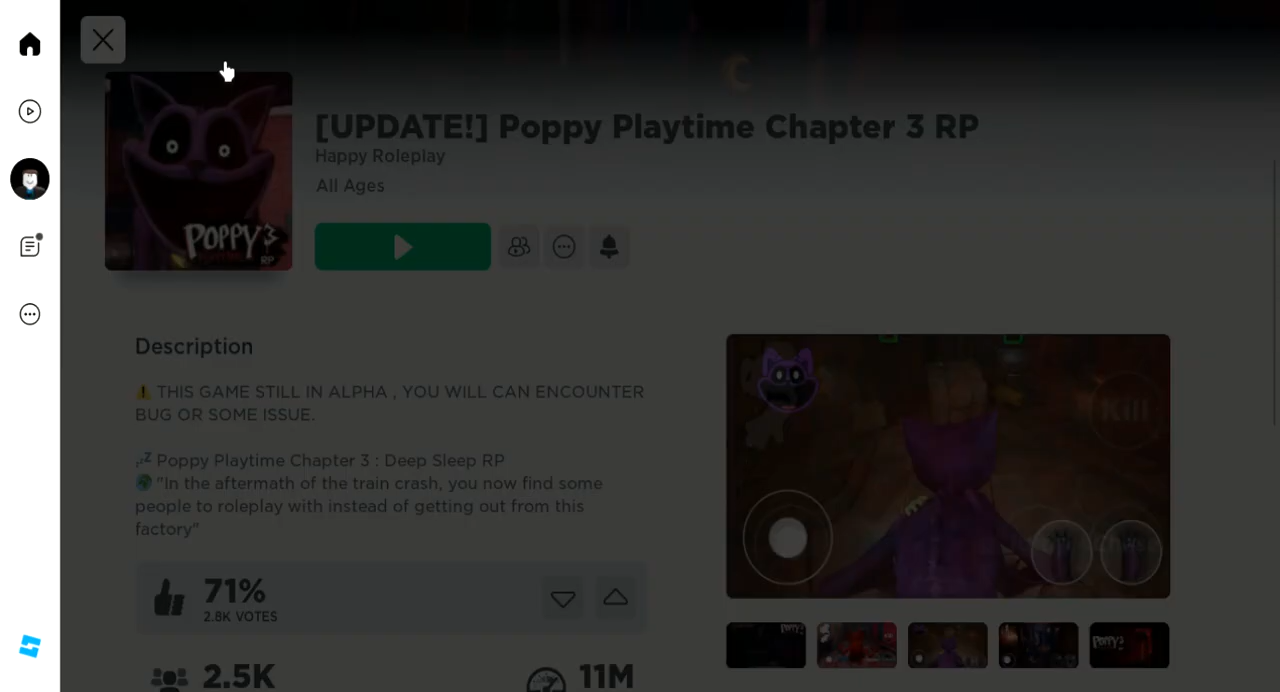 [UPDATE!] Poppy Playtime Chapter 3 RP
Happy Roleplay
All Ages
POPPY 3
RP
Description
⚠️ THIS GAME STILL IN ALPHA , YOU WILL CAN ENCOUNTER
BUG OR SOME ISSUE.
💤 Poppy Playtime Chapter 3 : Deep Sleep RP
🌍 "In the aftermath of the train crash, you now find some
people to roleplay with instead of getting out from this
factory"
Kill
71%
2.8K VOTES
2.5K
11M